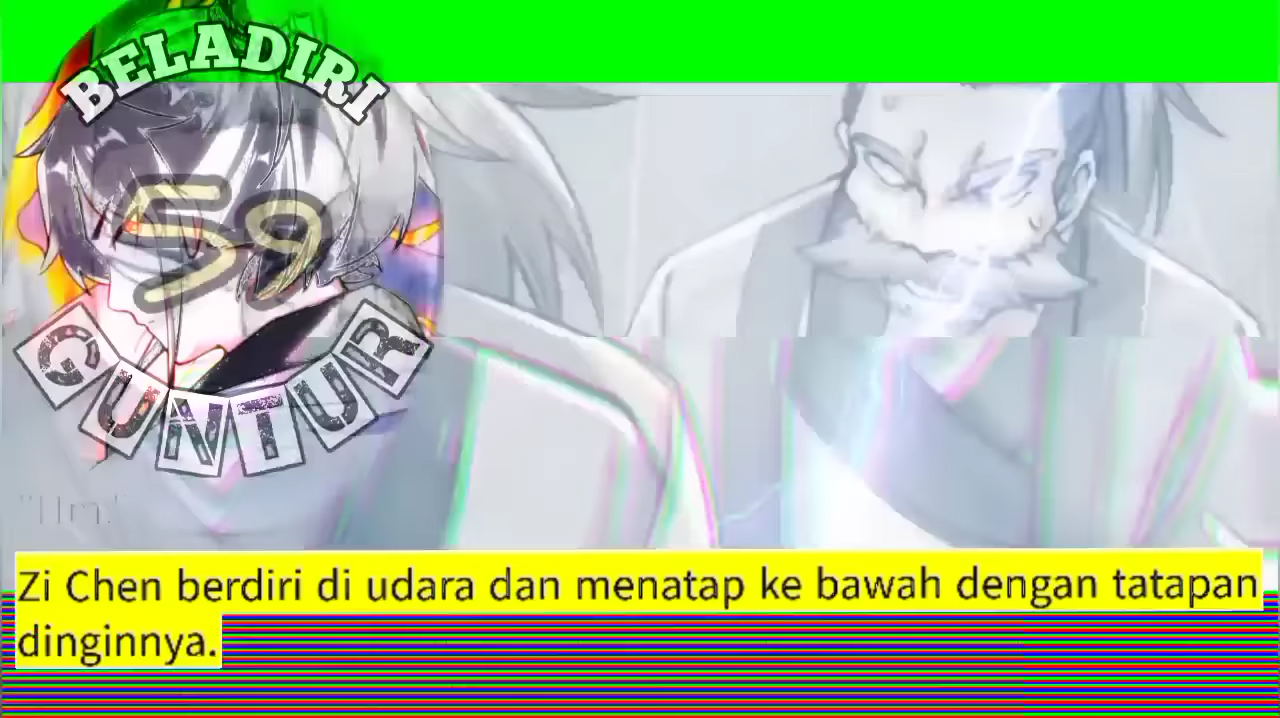 BELADIRI
59
GUNTUR
Zi Chen berdiri di udara dan menatap ke bawah dengan tatapan
dinginnya.